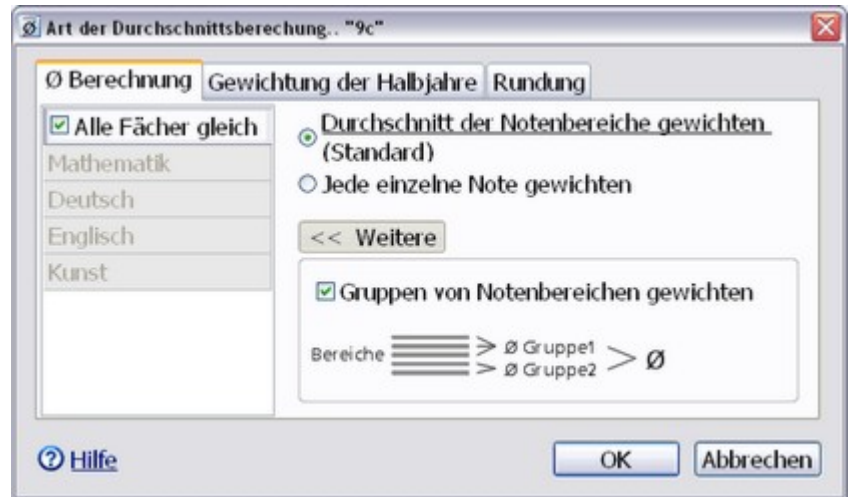 Art der Durchschnittsberechung.. "9c"
Ø Berechnung Gewichtung der Halbjahre Rundung
Alle Fächer gleich
Mathematik
Deutsch
Englisch
Kunst
Durchschnitt der Notenbereiche gewichten
(Standard)
Jede einzelne Note gewichten
<< Weitere
Gruppen von Notenbereichen gewichten
Bereiche
> Ø Gruppe1
> Ø Gruppe2
> Ø
Hilfe
OK
Abbrechen